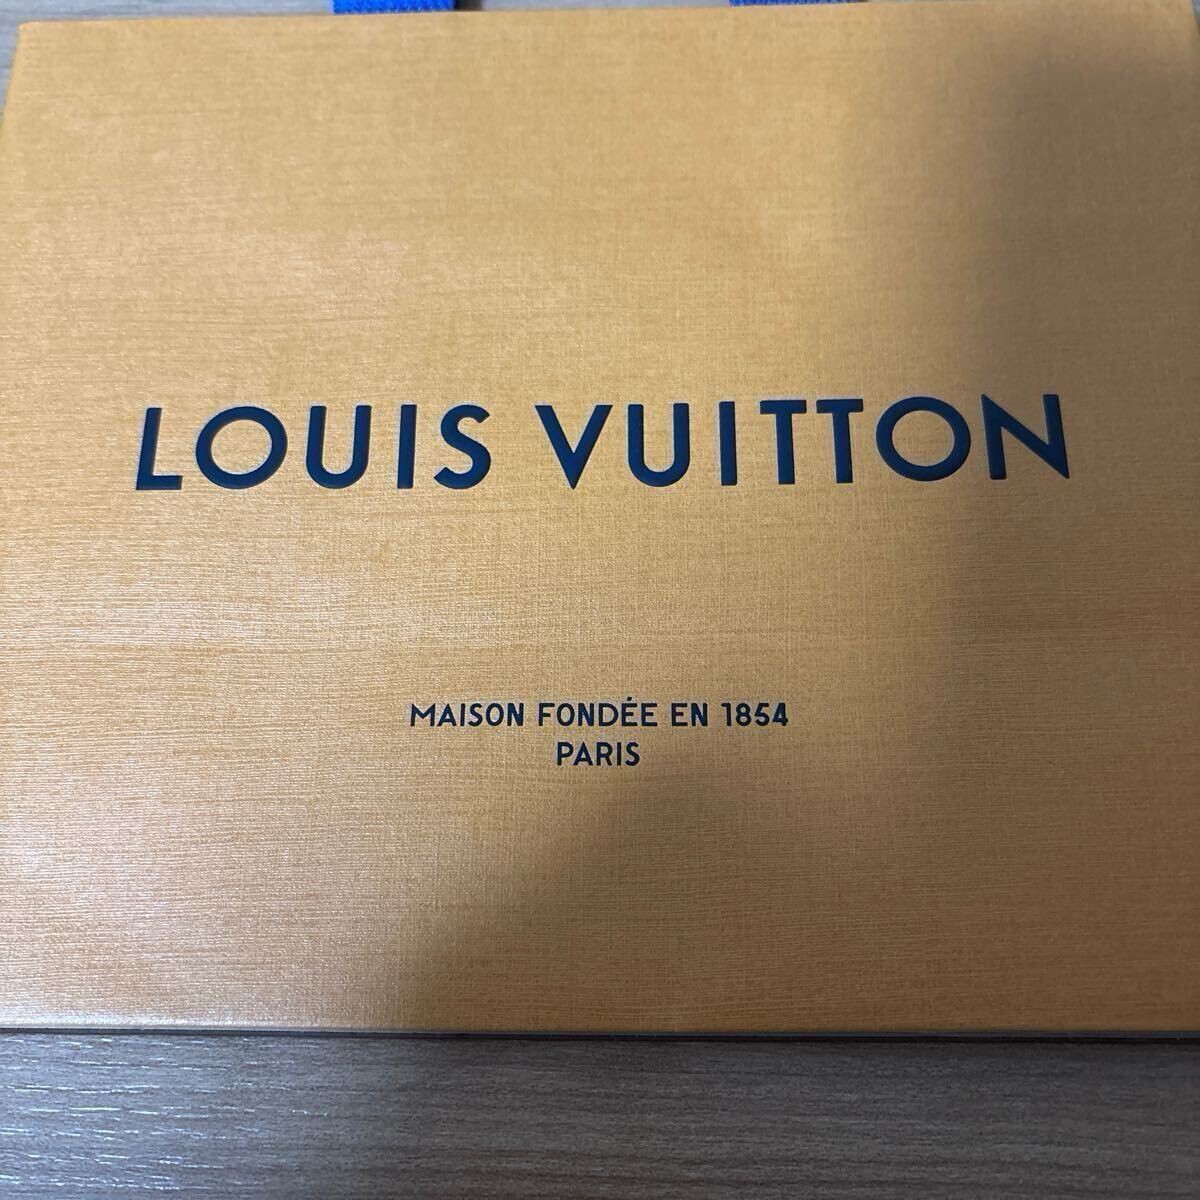 LOUIS VUITTON
MAISON FONDÉE EN 1854
PARIS